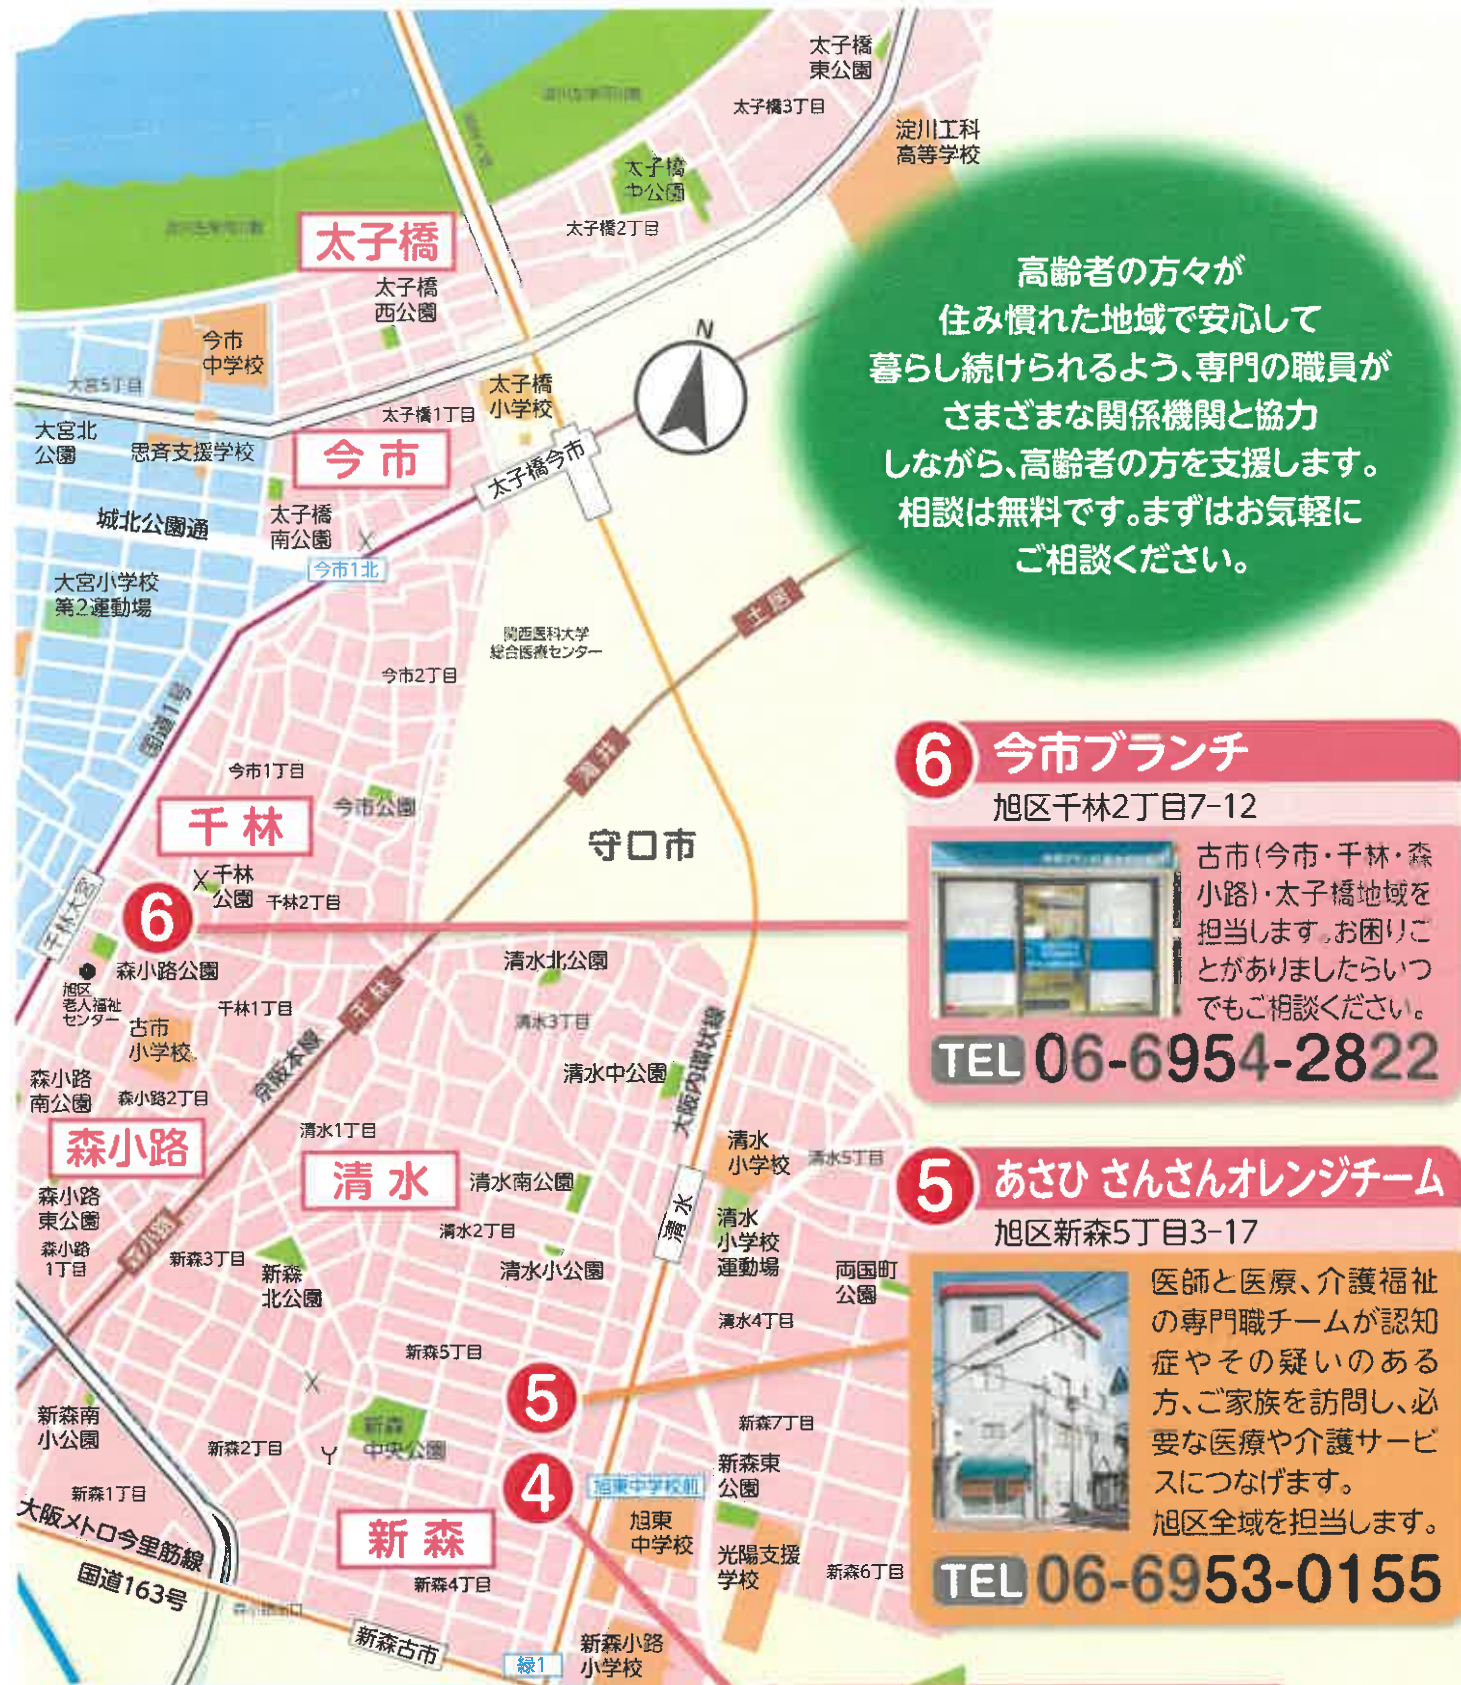 太子橋
東公園
太子橋3丁目
淀川工科
高等学校
太子橋
中公園
太子橋2丁目
太子橋
太子橋
西公園
今市
中学校
大宮5丁目
太子橋
小学校
太子橋1丁目
N
大宮北
公園
思斉支援学校
今市
太子橋今市
城北公園通
太子橋
南公園
今市1北
大宮小学校
第2運動場
高齢者の方々が
住み慣れた地域で安心して
暮らし続けられるよう、専門の職員が
さまざまな関係機関と協力
しながら、高齢者の方を支援します。
相談は無料です。まずはお気軽に
ご相談ください。
土居
関西医科大学
総合医療センター
今市2丁目
国道1号
滝井
今市1丁目
今市公園
千林
守口市
千林
公園
千林2丁目
千林大宮
6
森小路公園
旭区
老人福祉
センター
千林1丁目
千林
古市
小学校
清水北公園
清水3丁目
清水中公園
大阪内環状線
京阪本線
森小路
南公園
森小路2丁目
清水1丁目
森小路
清水
清水南公園
清水
小学校
清水5丁目
森小路
東公園
森小路
1丁目
新森3丁目
清水2丁目
清水
清水
小学校
運動場
新森
北公園
清水小公園
両国町
公園
清水4丁目
新森5丁目
5
新森南
小公園
新森2丁目
新森
中央公園
新森7丁目
新森東
公園
4
旭東中学校前
新森1丁目
大阪メトロ今里筋線
国道163号
新森
旭東
中学校
光陽支援
学校
新森6丁目
新森4丁目
新森古市
緑1
新森小路
小学校
6 今市ブランチ
旭区千林2丁目7-12
古市(今市・千林・森
小路)・太子橋地域を
担当します。お困りご
とがありましたらいつ
でもご相談ください。
TEL 06-6954-2822
5 あさひ さんさんオレンジチーム
旭区新森5丁目3-17
医師と医療、介護福祉
の専門職チームが認知
症やその疑いのある
方、ご家族を訪問し、必
要な医療や介護サービ
スにつなげます。
旭区全域を担当します。
TEL 06-6953-0155